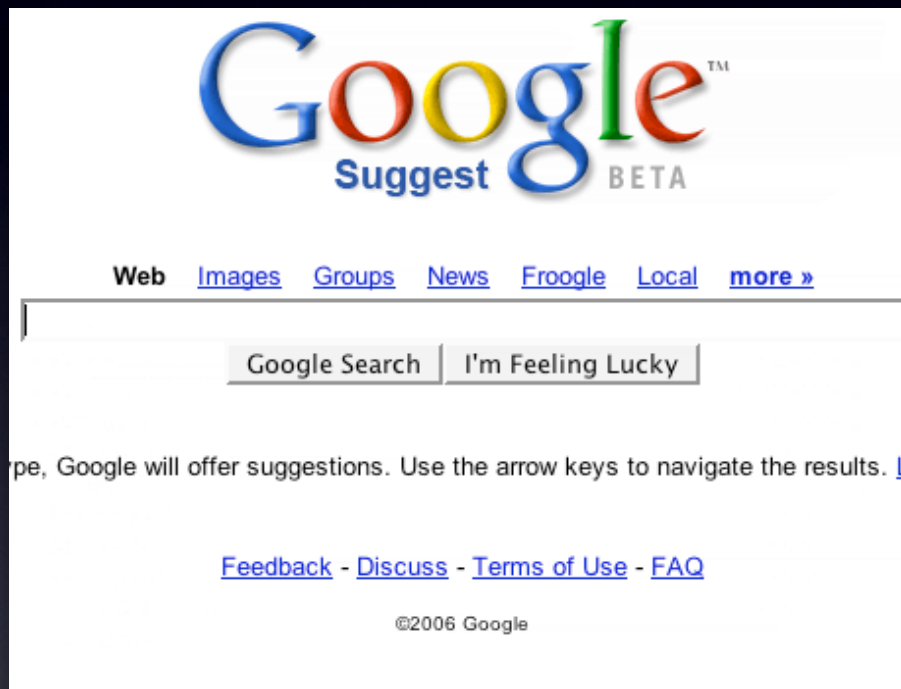 Google™
Suggest BETA
Web Images Groups News Froogle Local more »
Google Search I'm Feeling Lucky
ype, Google will offer suggestions. Use the arrow keys to navigate the results.
Feedback - Discuss - Terms of Use - FAQ
©2006 Google